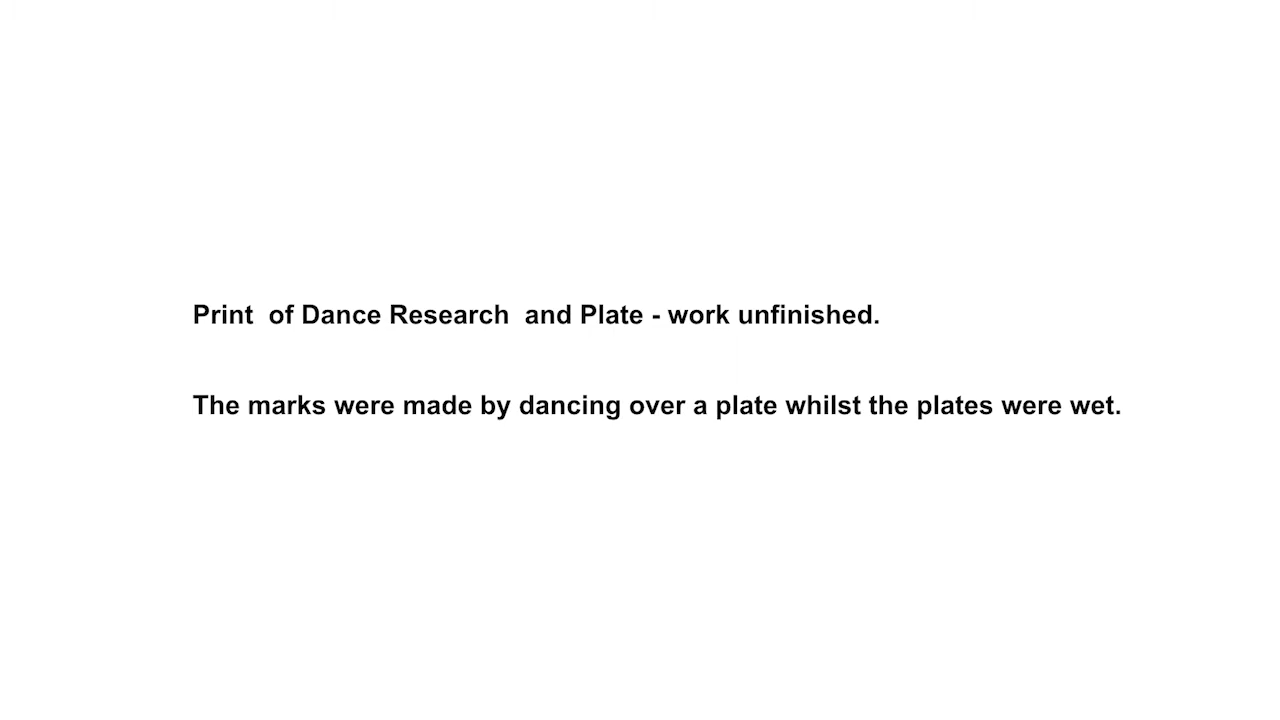 Print  of Dance Research  and Plate - work unfinished.
The marks were made by dancing over a plate whilst the plates were wet.